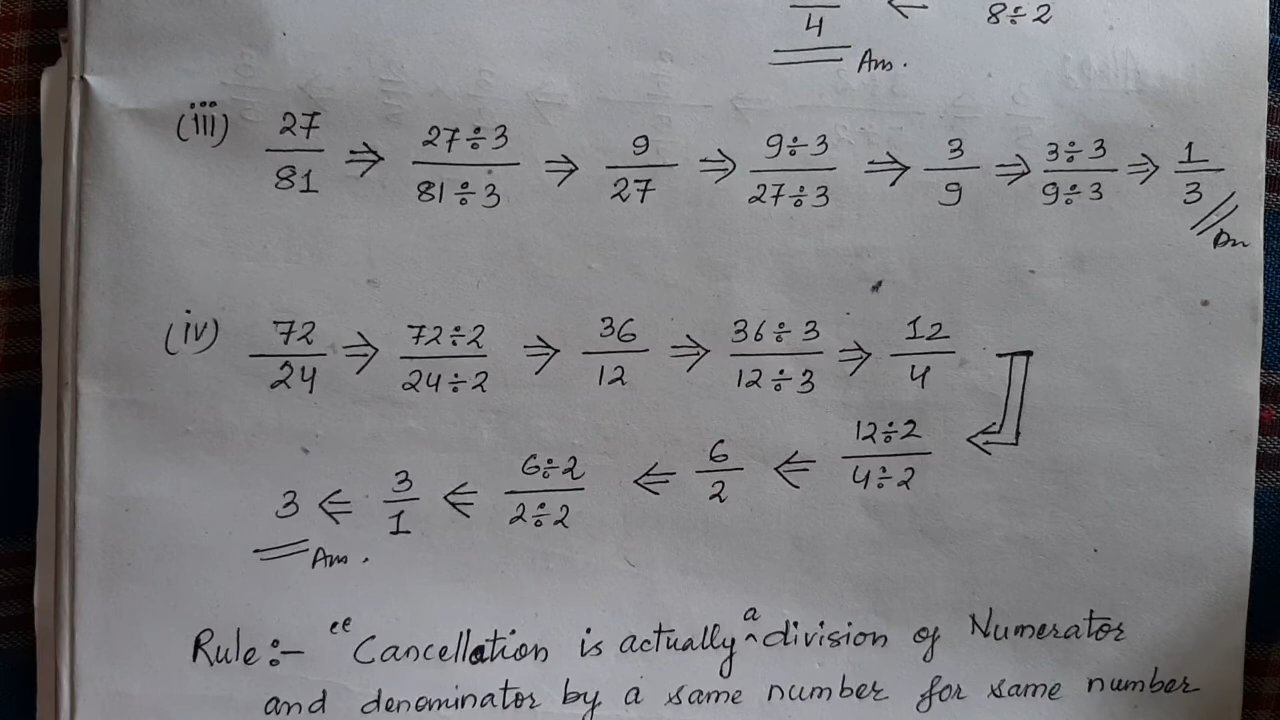 4 ⇐ 8÷2
Ans.
(iii) 27/81 ⇒ 27÷3/81÷3 ⇒ 9/27 ⇒ 9÷3/27÷3 ⇒ 3/9 ⇒ 3÷3/9÷3 ⇒ 1/3
(iv) 72/24 ⇒ 72÷2/24÷2 ⇒ 36/12 ⇒ 36÷3/12÷3 ⇒ 12/4
3 ⇐ 3/1 ⇐ 6÷2/2÷2 ⇐ 6/2 ⇐ 12÷2/4÷2
Ans.
Rule:- “Cancellation is actually a division of Numerator
and denominator by a same number for same number